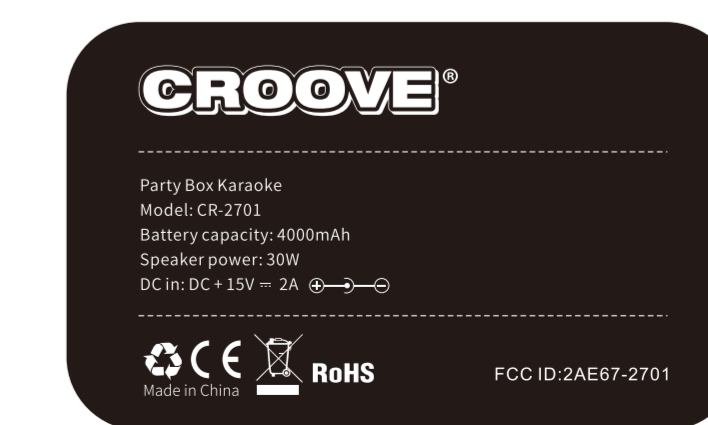 CROOVE®
Party Box Karaoke
Model: CR-2701
Battery capacity: 4000mAh
Speaker power: 30W
DC in: DC + 15V ⎓ 2A
CE RoHS
Made in China
FCC ID:2AE67-2701